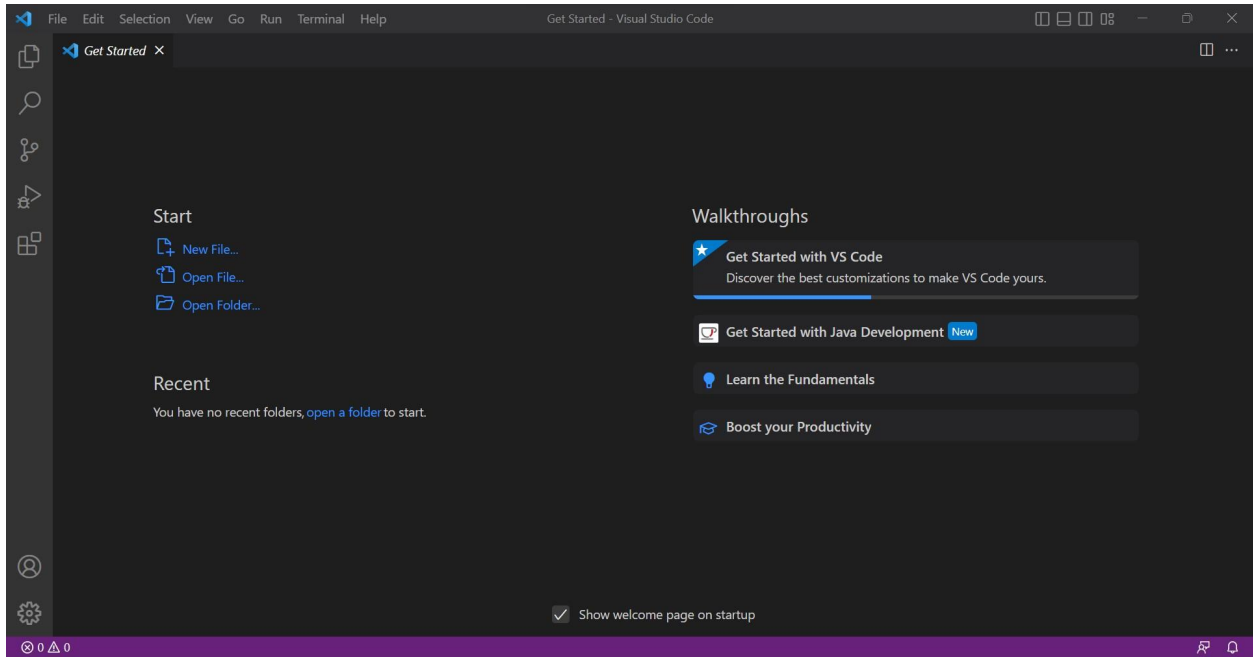 File Edit Selection View Go Run Terminal Help
Get Started - Visual Studio Code
Get Started
Start
New File...
Open File...
Open Folder...
Recent
You have no recent folders, open a folder to start.
Walkthroughs
Get Started with VS Code
Discover the best customizations to make VS Code yours.
Get Started with Java Development New
Learn the Fundamentals
Boost your Productivity
Show welcome page on startup
0 0